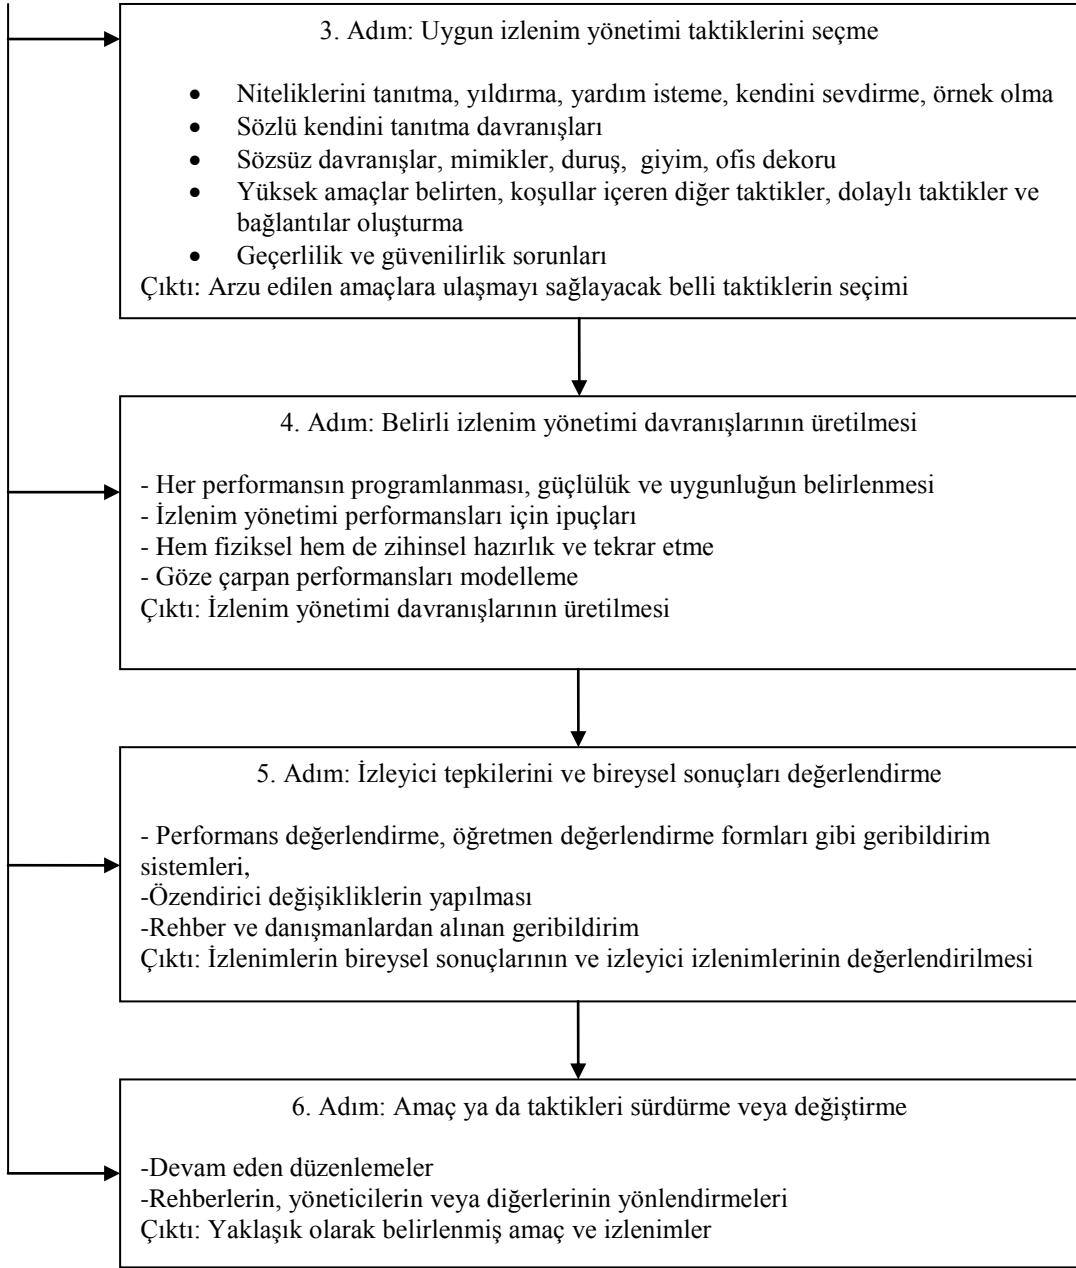 3. Adım: Uygun izlenim yönetimi taktiklerini seçme
• Niteliklerini tanıtma, yıldırma, yardım isteme, kendini sevdirme, örnek olma
• Sözlü kendini tanıtma davranışları
• Sözsüz davranışlar, mimikler, duruş, giyim, ofis dekoru
• Yüksek amaçlar belirten, koşullar içeren diğer taktikler, dolaylı taktikler ve
bağlantılar oluşturma
• Geçerlilik ve güvenilirlik sorunları
Çıktı: Arzu edilen amaçlara ulaşmayı sağlayacak belli taktiklerin seçimi
4. Adım: Belirli izlenim yönetimi davranışlarının üretilmesi
- Her performansın programlanması, güçlülük ve uygunluğun belirlenmesi
- İzlenim yönetimi performansları için ipuçları
- Hem fiziksel hem de zihinsel hazırlık ve tekrar etme
- Göze çarpan performansları modelleme
Çıktı: İzlenim yönetimi davranışlarının üretilmesi
5. Adım: İzleyici tepkilerini ve bireysel sonuçları değerlendirme
- Performans değerlendirme, öğretmen değerlendirme formları gibi geribildirim
sistemleri,
-Özendirici değişikliklerin yapılması
-Rehber ve danışmanlardan alınan geribildirim
Çıktı: İzlenimlerin bireysel sonuçlarının ve izleyici izlenimlerinin değerlendirilmesi
6. Adım: Amaç ya da taktikleri sürdürme veya değiştirme
-Devam eden düzenlemeler
-Rehberlerin, yöneticilerin veya diğerlerinin yönlendirmeleri
Çıktı: Yaklaşık olarak belirlenmiş amaç ve izlenimler